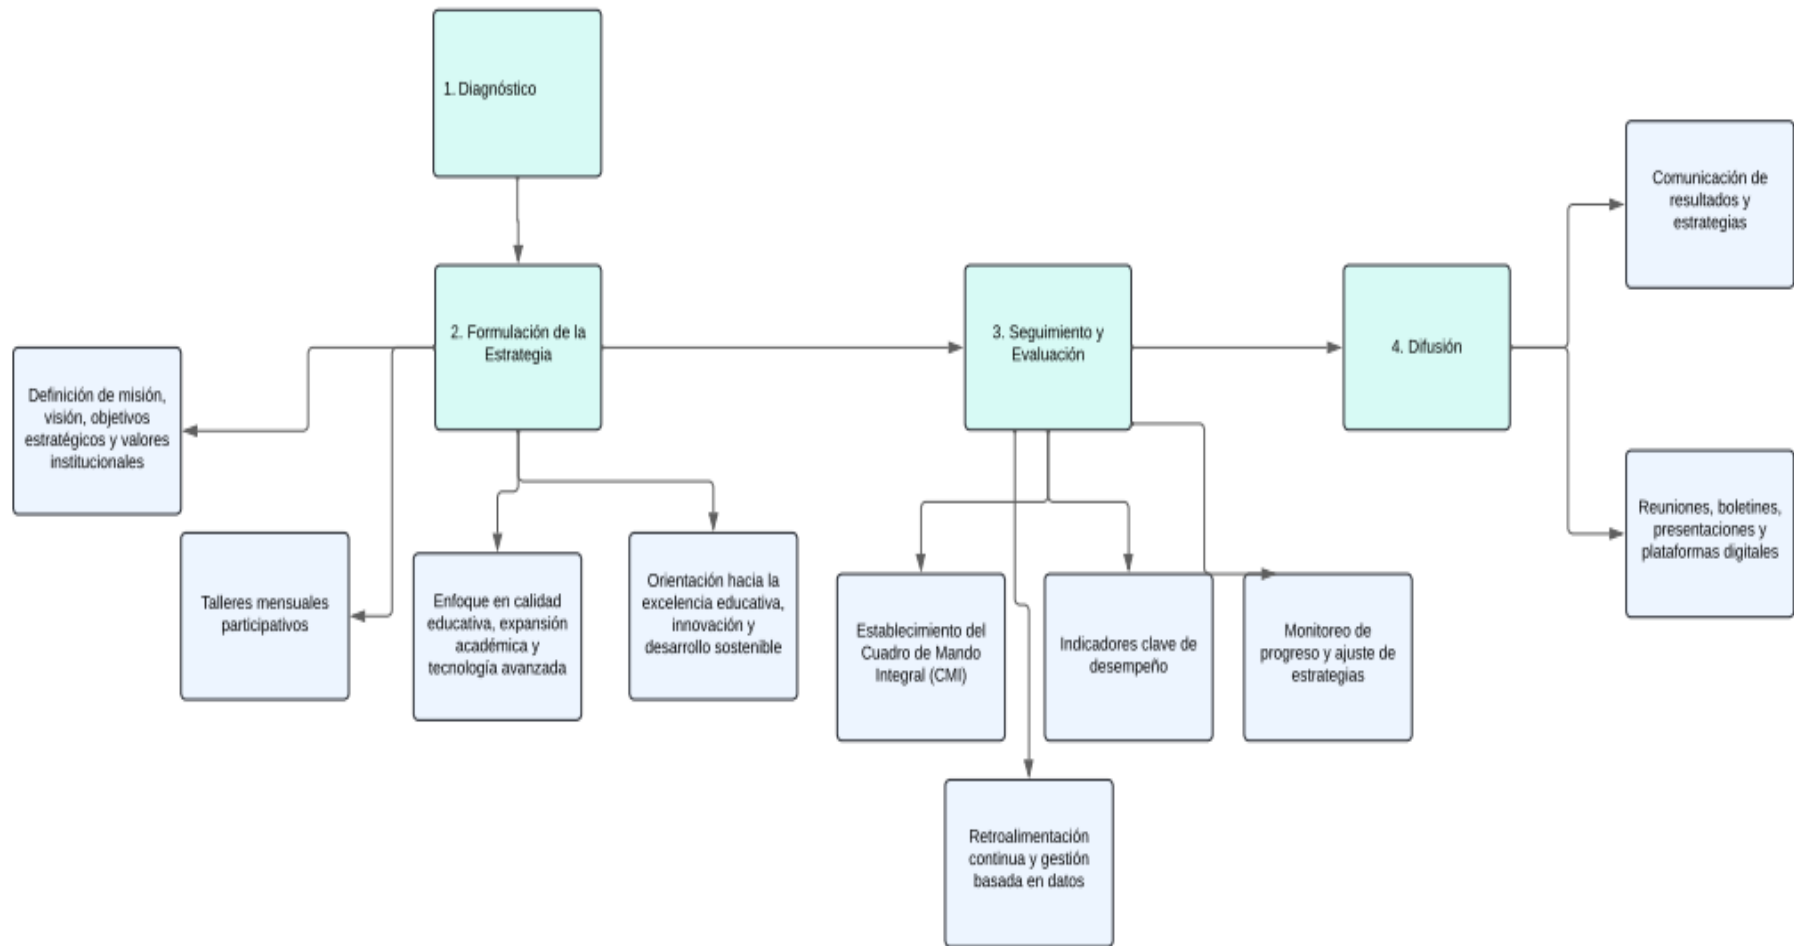 1. Diagnóstico
2. Formulación de la
Estrategia
3. Seguimiento y
Evaluación
4. Difusión
Comunicación de
resultados y
estrategias
Reuniones, boletines,
presentaciones y
plataformas digitales
Definición de misión,
visión, objetivos
estratégicos y valores
institucionales
Talleres mensuales
participativos
Enfoque en calidad
educativa, expansión
académica y
tecnología avanzada
Orientación hacia la
excelencia educativa,
innovación y
desarrollo sostenible
Establecimiento del
Cuadro de Mando
Integral (CMI)
Indicadores clave de
desempeño
Monitoreo de
progreso y ajuste de
estrategias
Retroalimentación
continua y gestión
basada en datos